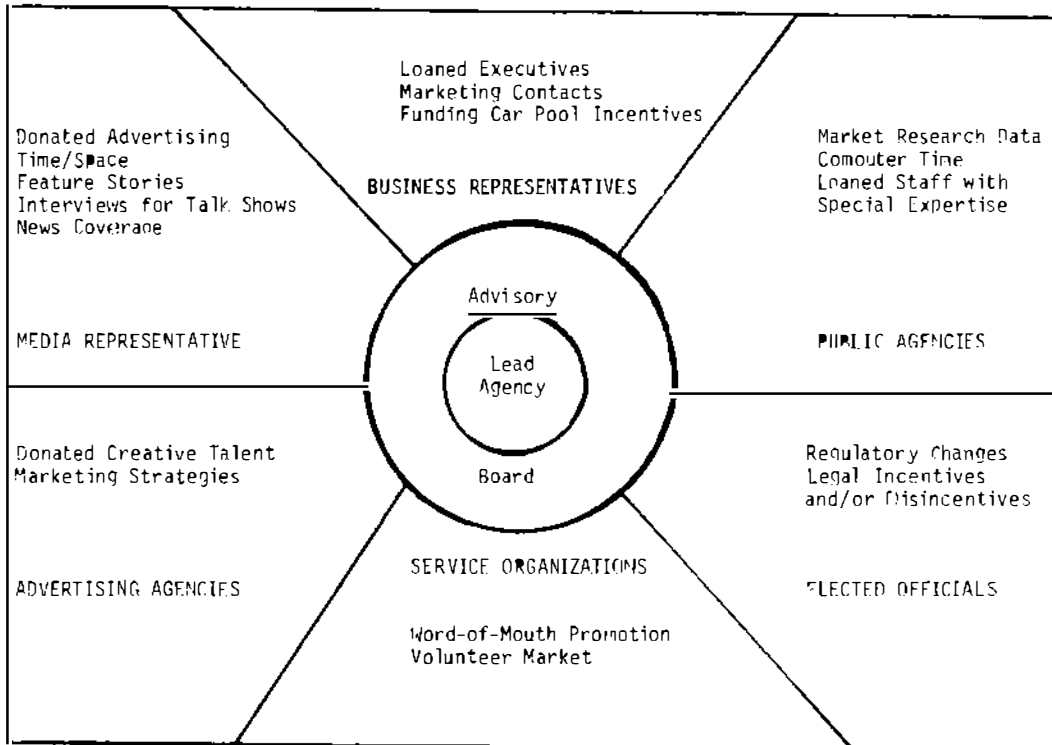 Loaned Executives
Marketing Contacts
Funding Car Pool Incentives
BUSINESS REPRESENTATIVES
Donated Advertising
Time/Space
Feature Stories
Interviews for Talk Shows
News Coverage
MEDIA REPRESENTATIVE
Market Research Data
Comouter Time
Loaned Staff with
Special Expertise
PUBLIC AGENCIES
Advisory
Lead
Agency
Board
Donated Creative Talent
Marketing Strategies
ADVERTISING AGENCIES
SERVICE ORGANIZATIONS
Word-of-Mouth Promotion
Volunteer Market
Regulatory Changes
Legal Incentives
and/or Disincentives
ELECTED OFFICIALS